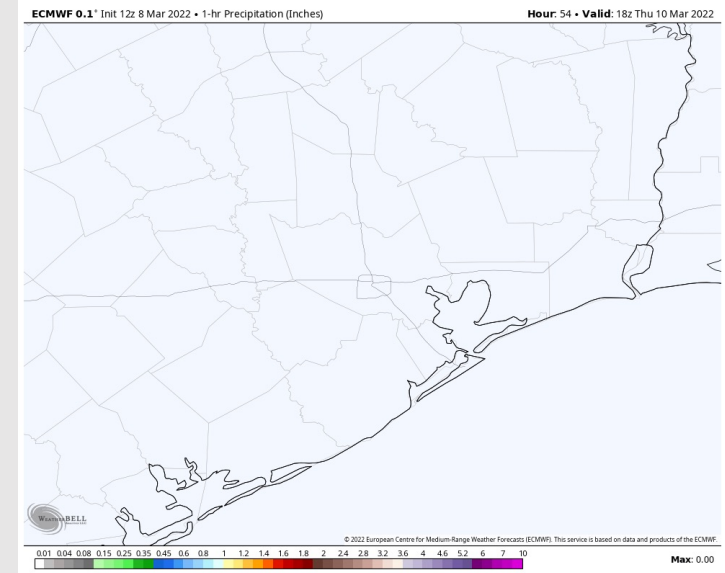 ECMWF 0.1° Init 12z 8 Mar 2022 • 1-hr Precipitation (Inches) Hour: 54 • Valid: 18z Thu 10 Mar 2022
WeatherBELL
© 2022 European Centre for Medium-Range Weather Forecasts (ECMWF). This service is based on data and products of the ECMWF.
0.01 0.04 0.08 0.15 0.25 0.35 0.45 0.6 0.8 1 1.2 1.4 1.6 1.8 2 2.4 2.8 3.2 3.6 4 4.6 5.2 6 7 10
Max: 0.00